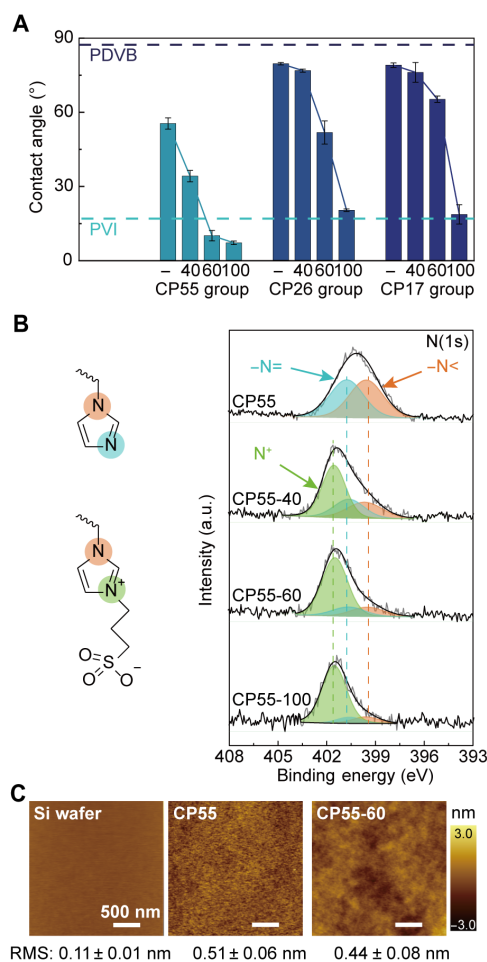 A
90
PDVB
60
Contact angle (°)
30
PVI
0
– 40 60 100 – 40 60 100 – 40 60 100
CP55 group CP26 group CP17 group
B
N(1s)
–N= –N<
CP55
N⁺
CP55-40
CP55-60
CP55-100
Intensity (a.u.)
N
N
N
N⁺
O
S
O
O⁻
408 405 402 399 396 393
Binding energy (eV)
C
nm
Si wafer CP55 CP55-60
3.0
500 nm
−3.0
RMS: 0.11 ± 0.01 nm 0.51 ± 0.06 nm 0.44 ± 0.08 nm